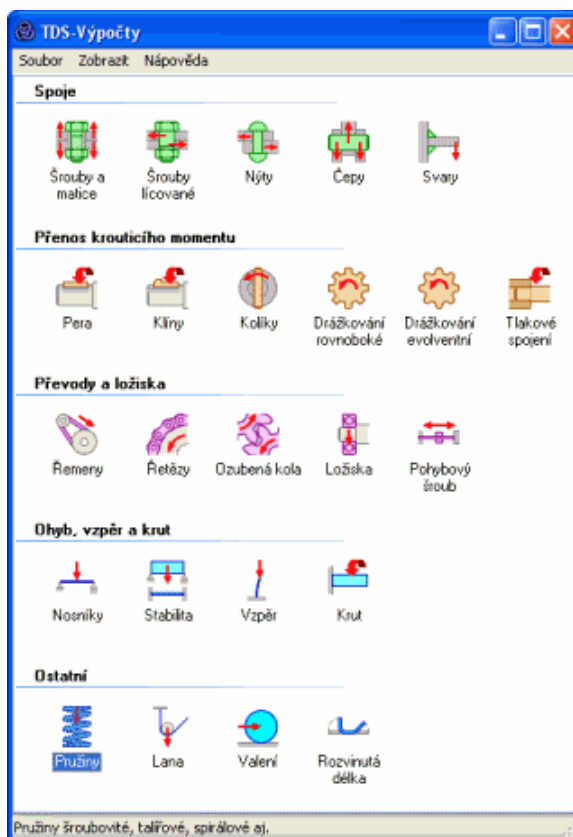 TDS-Výpočty
Soubor Zobrazit Nápověda
Spoje
Šrouby a matice
Šrouby lícované
Nýty
Čepy
Svary
Přenos krouticího momentu
Pera
Klíny
Kolíky
Drážkování rovnoboké
Drážkování evolventní
Tlakové spojení
Převody a ložiska
Řemeny
Řetězy
Ozubená kola
Ložiska
Pohybový šroub
Ohyb, vzpěr a krut
Nosníky
Stabilita
Vzpěr
Krut
Ostatní
Pružiny
Lana
Valení
Rozvinutá délka
Pružiny šroubovité, talířové, spirálové aj.